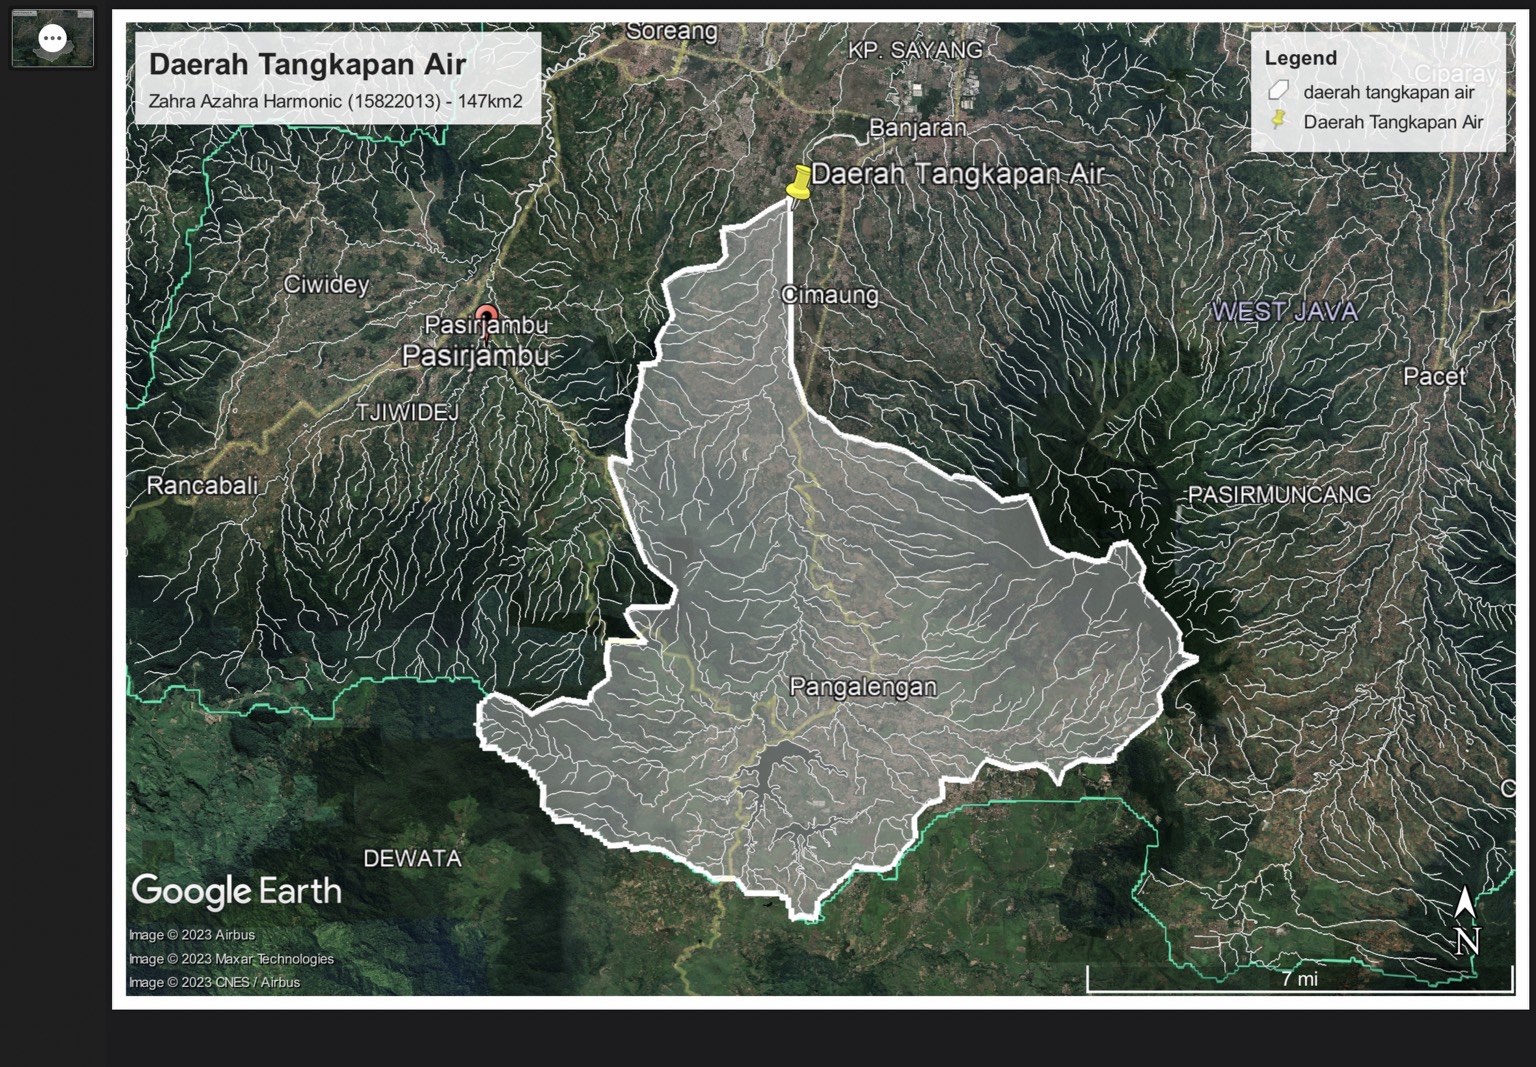 Daerah Tangkapan Air
Zahra Azahra Harmonic (15822013) - 147km2
Legend
daerah tangkapan air
Daerah Tangkapan Air
Soreang
KP. SAYANG
Ciparay
Banjaran
Daerah Tangkapan Air
Ciwidey
Cimaung
WEST JAVA
Pasirjambu
Pasirjambu
Pacet
TJIWIDEJ
Rancabali
PASIRMUNCANG
Pangalengan
DEWATA
Google Earth
Image © 2023 Airbus
Image © 2023 Maxar Technologies
Image © 2023 CNES / Airbus
N
7 mi